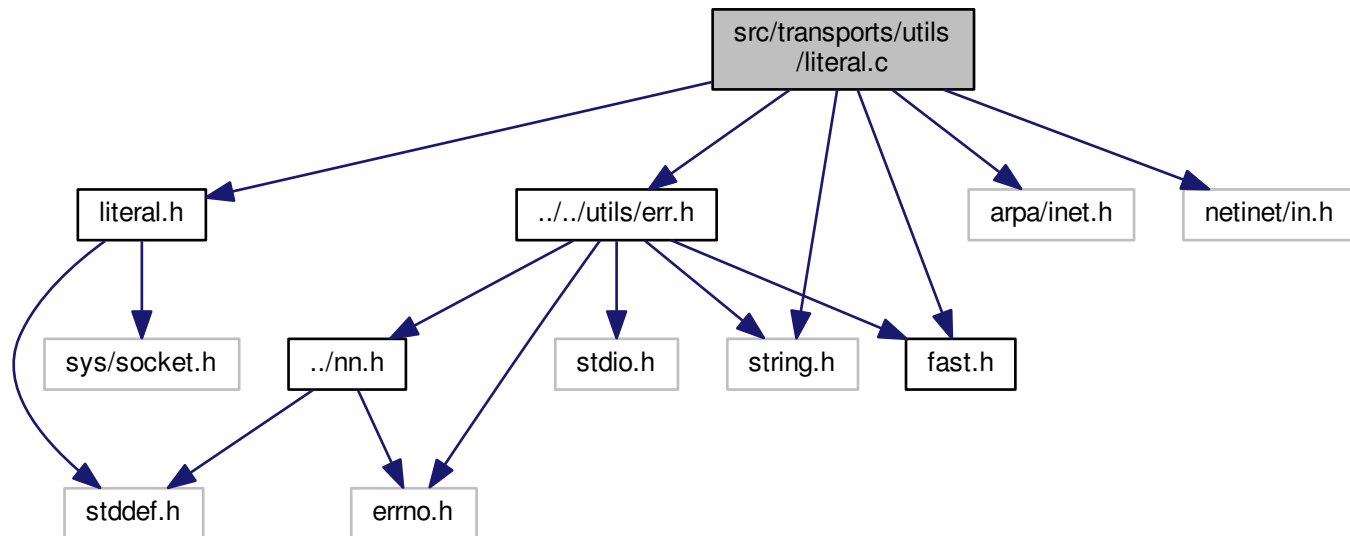 src/transports/utils
/literal.c
literal.h
../../utils/err.h
arpa/inet.h
netinet/in.h
sys/socket.h
../nn.h
stdio.h
string.h
fast.h
stddef.h
errno.h